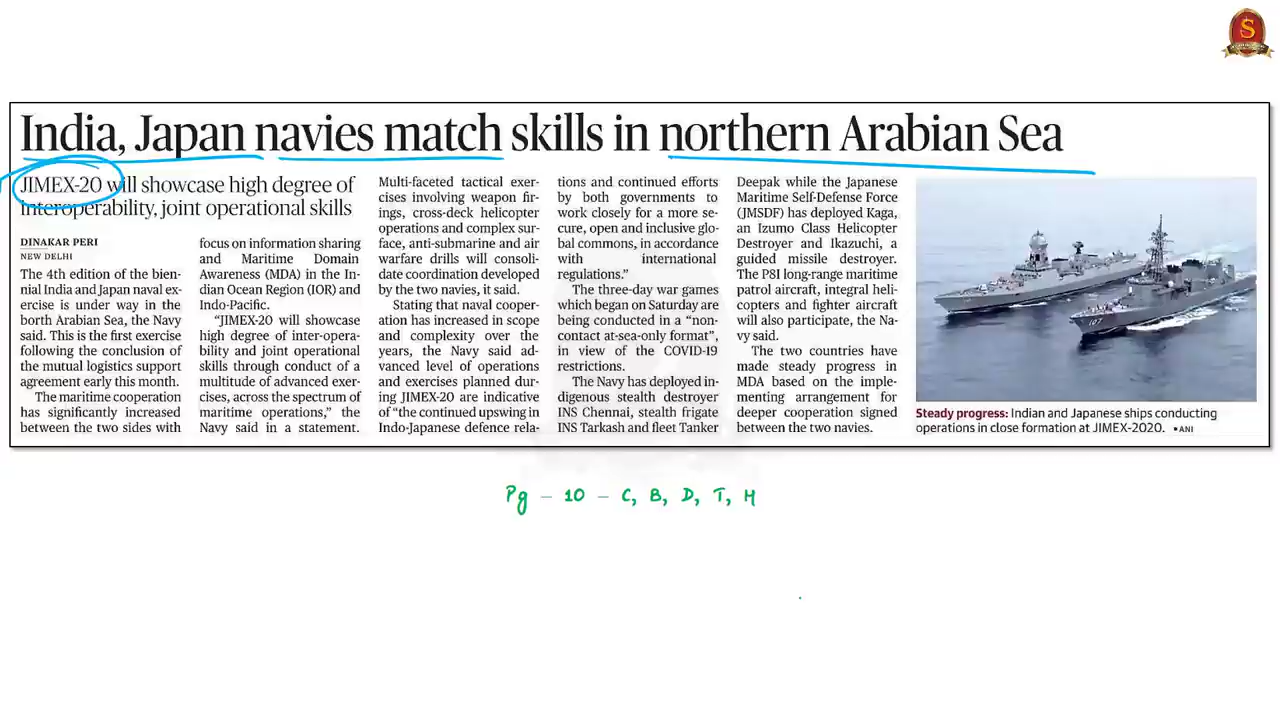 S
India, Japan navies match skills in northern Arabian Sea
JIMEX-20 will showcase high degree of
interoperability, joint operational skills
DINAKAR PERI
NEW DELHI
The 4th edition of the bien-
nial India and Japan naval ex-
ercise is under way in the
borth Arabian Sea, the Navy
said. This is the first exercise
following the conclusion of
the mutual logistics support
agreement early this month.
The maritime cooperation
has significantly increased
between the two sides with
focus on information sharing
and Maritime Domain
Awareness (MDA) in the In-
dian Ocean Region (IOR) and
Indo-Pacific.
“JIMEX-20 will showcase
high degree of inter-opera-
bility and joint operational
skills through conduct of a
multitude of advanced exer-
cises, across the spectrum of
maritime operations,” the
Navy said in a statement.
Multi-faceted tactical exer-
cises involving weapon fir-
ings, cross-deck helicopter
operations and complex sur-
face, anti-submarine and air
warfare drills will consoli-
date coordination developed
by the two navies, it said.
Stating that naval cooper-
ation has increased in scope
and complexity over the
years, the Navy said ad-
vanced level of operations
and exercises planned dur-
ing JIMEX-20 are indicative
of “the continued upswing in
Indo-Japanese defence rela-
tions and continued efforts
by both governments to
work closely for a more se-
cure, open and inclusive glo-
bal commons, in accordance
with international
regulations.”
The three-day war games
which began on Saturday are
being conducted in a “non-
contact at-sea-only format”,
in view of the COVID-19
restrictions.
The Navy has deployed in-
digenous stealth destroyer
INS Chennai, stealth frigate
INS Tarkash and fleet Tanker
Deepak while the Japanese
Maritime Self-Defense Force
(JMSDF) has deployed Kaga,
an Izumo Class Helicopter
Destroyer and Ikazuchi, a
guided missile destroyer.
The P8I long-range maritime
patrol aircraft, integral heli-
copters and fighter aircraft
will also participate, the Na-
vy said.
The two countries have
made steady progress in
MDA based on the imple-
menting arrangement for
deeper cooperation signed
between the two navies.
107
Steady progress: Indian and Japanese ships conducting
operations in close formation at JIMEX-2020. ▪ ANI
Pg – 10 – C, B, D, T, H